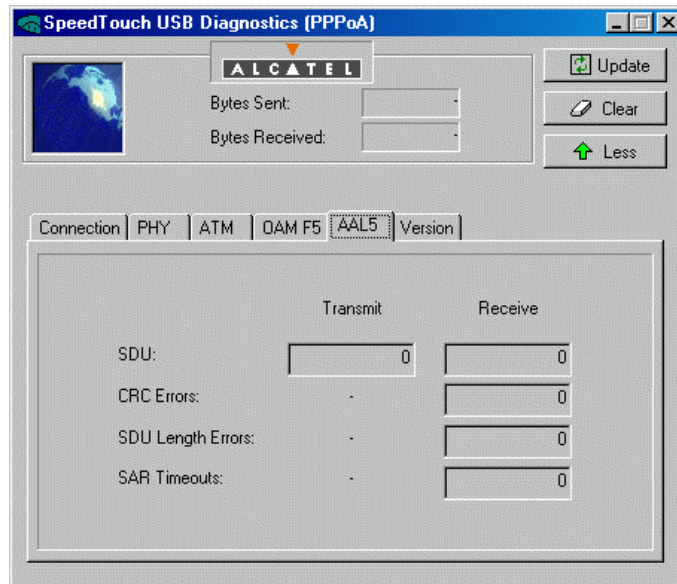 SpeedTouch USB Diagnostics (PPPoA)
ALCATEL
Bytes Sent: -
Bytes Received: -
Update
Clear
Less
Connection PHY ATM OAM F5 AAL5 Version
Transmit Receive
SDU: 0 0
CRC Errors: - 0
SDU Length Errors: - 0
SAR Timeouts: - 0